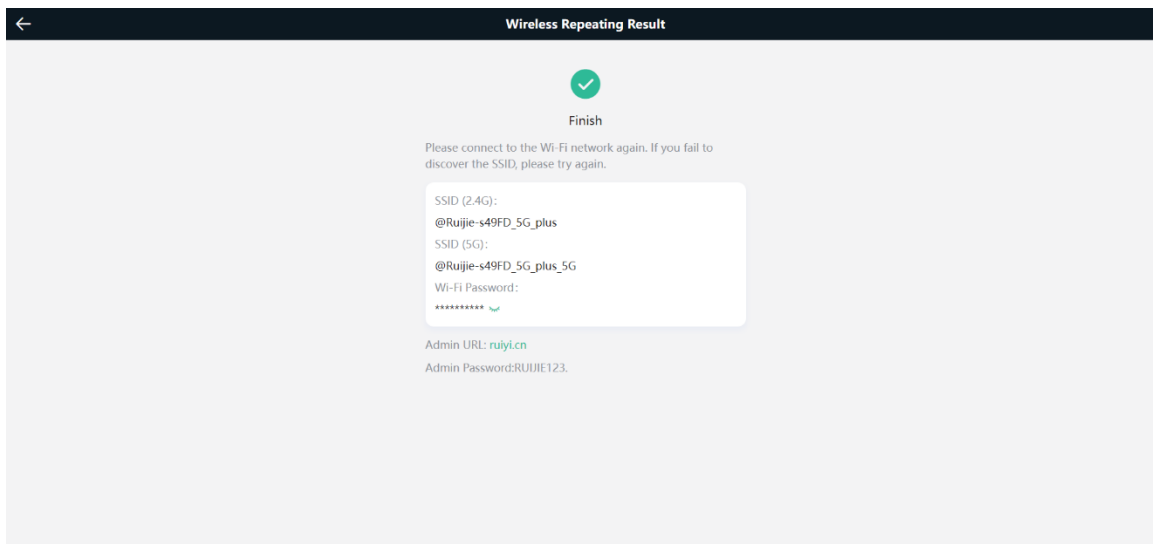 Wireless Repeating Result
Finish
Please connect to the Wi-Fi network again. If you fail to
discover the SSID, please try again.
SSID (2.4G):
@Ruijie-s49FD_5G_plus
SSID (5G):
@Ruijie-s49FD_5G_plus_5G
Wi-Fi Password:
**********
Admin URL: ruiyi.cn
Admin Password:RUIJIE123.